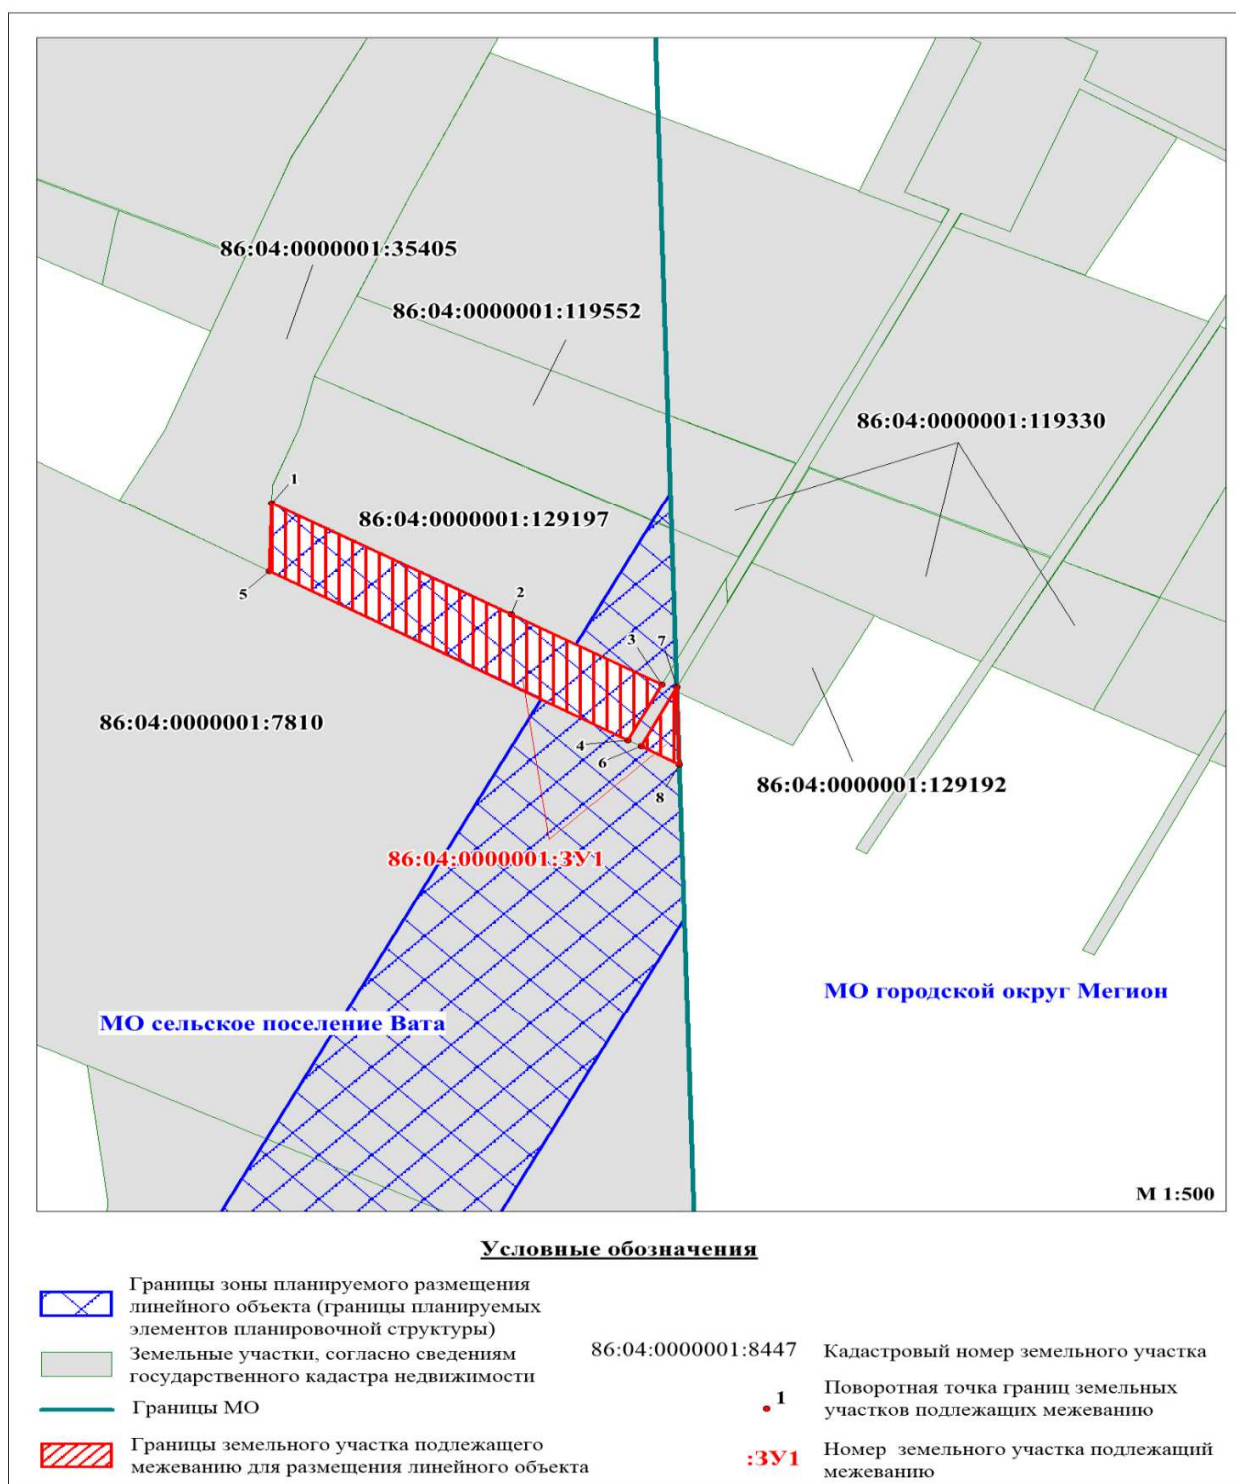 86:04:0000001:35405
86:04:0000001:119552
86:04:0000001:119330
1
86:04:0000001:129197
2
5
3
7
86:04:0000001:7810
4
6
8
86:04:0000001:129192
86:04:0000001:ЗУ1
МО городской округ Мегион
МО сельское поселение Вата
М 1:500
Условные обозначения
Границы зоны планируемого размещения
линейного объекта (границы планируемых
элементов планировочной структуры)
Земельные участки, согласно сведениям
государственного кадастра недвижимости
Границы МО
Границы земельного участка подлежащего
межеванию для размещения линейного объекта
86:04:0000001:8447
Кадастровый номер земельного участка
1
Поворотная точка границ земельных
участков подлежащих межеванию
:ЗУ1
Номер земельного участка подлежащий
межеванию